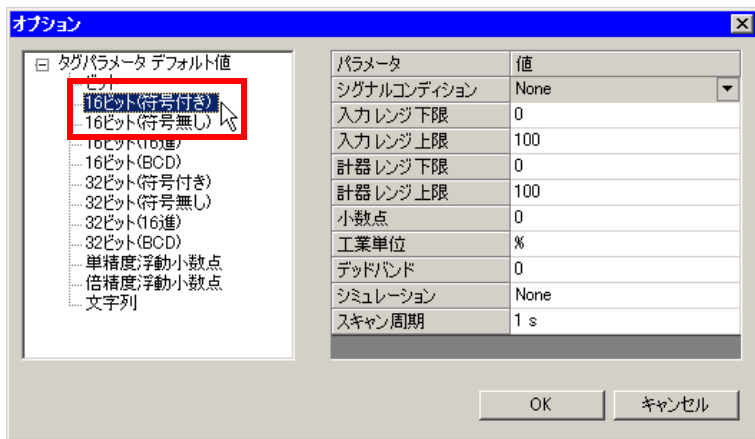 オプション
タグパラメータ デフォルト値
ビット
16ビット(符号付き)
16ビット(符号無し)
16ビット(16進)
16ビット(BCD)
32ビット(符号付き)
32ビット(符号無し)
32ビット(16進)
32ビット(BCD)
単精度浮動小数点
倍精度浮動小数点
文字列
パラメータ 値
シグナルコンディション None
入力レンジ下限 0
入力レンジ上限 100
計器レンジ下限 0
計器レンジ上限 100
小数点 0
工業単位 %
デッドバンド 0
シミュレーション None
スキャン周期 1 s
OK キャンセル